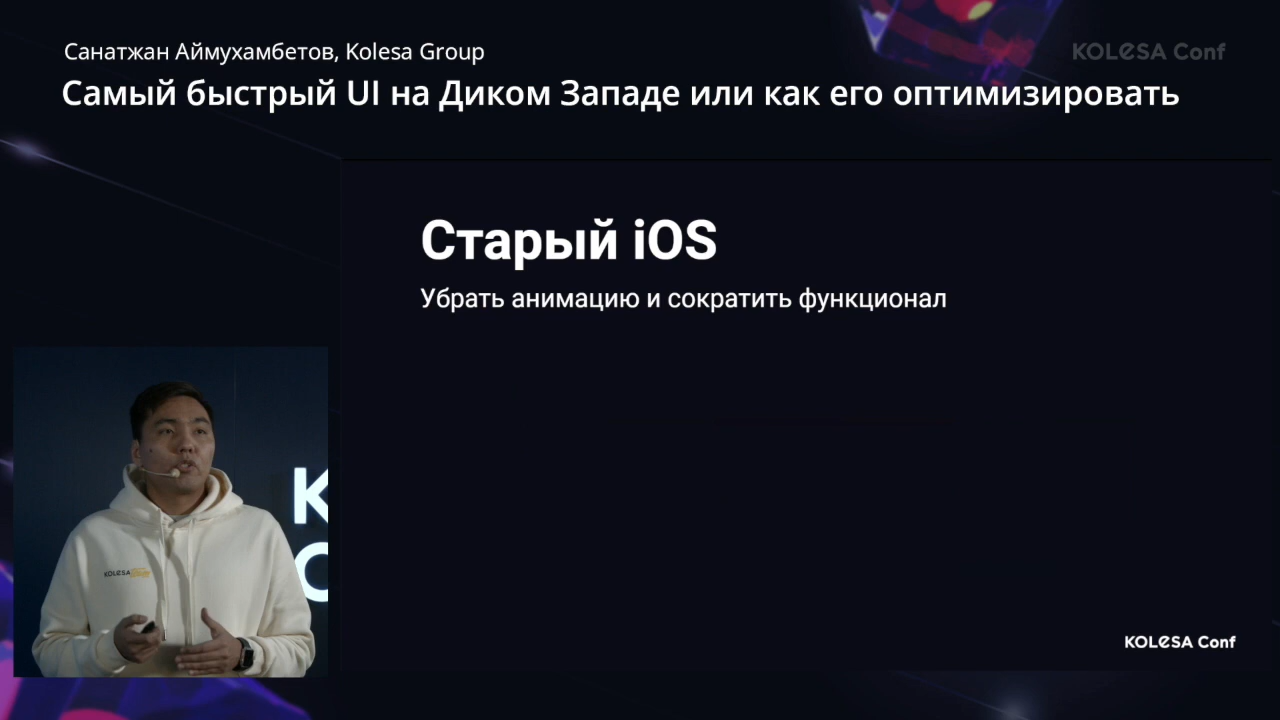 Санатжан Аймухамбетов, Kolesa Group
KOLESA Conf
Самый быстрый UI на Диком Западе или как его оптимизировать
Старый iOS
Убрать анимацию и сократить функционал
KOLESA
KOLESA Conf